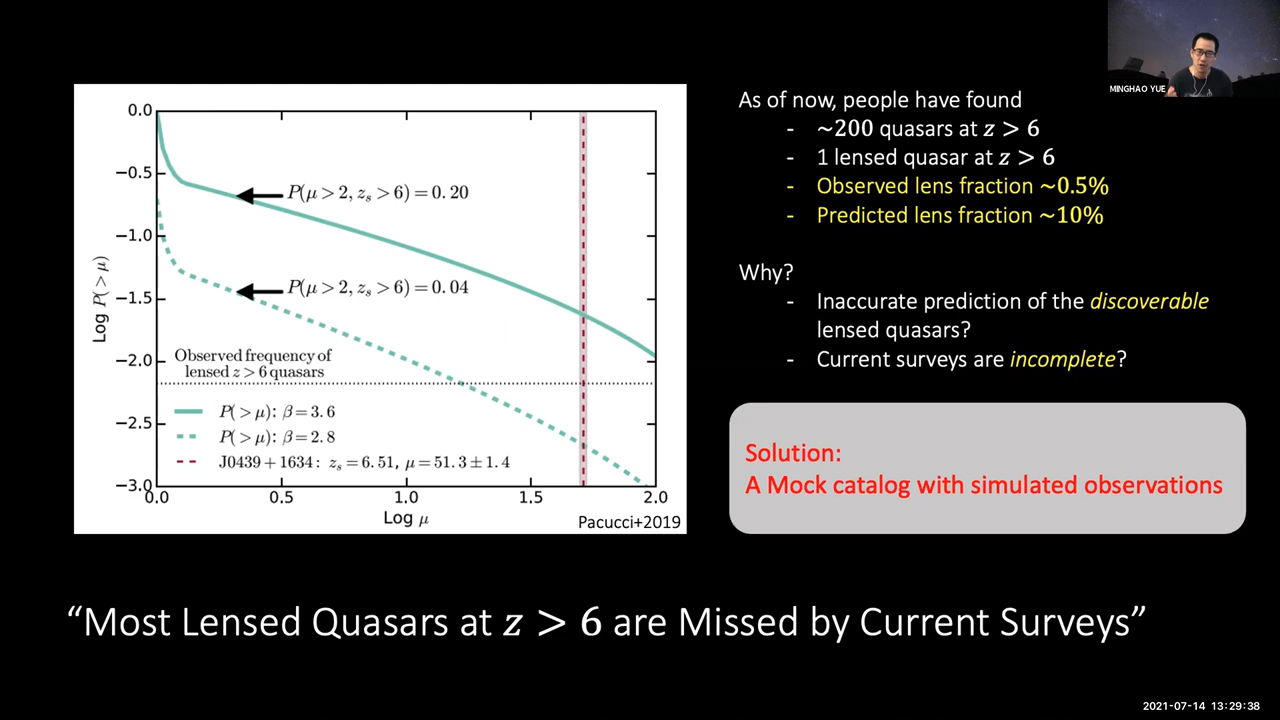 MINGHAO YUE
0.0
−0.5
−1.0
−1.5
−2.0
−2.5
−3.0
Log P(> μ)
P(μ > 2, z_s > 6) = 0.20
P(μ > 2, z_s > 6) = 0.04
Observed frequency of
lensed z > 6 quasars
P(> μ): β = 3.6
P(> μ): β = 2.8
J0439 + 1634: z_s = 6.51, μ = 51.3 ± 1.4
0.0 0.5 1.0 1.5 2.0
Log μ
Pacucci+2019
As of now, people have found
- ~200 quasars at z > 6
- 1 lensed quasar at z > 6
- Observed lens fraction ~0.5%
- Predicted lens fraction ~10%
Why?
- Inaccurate prediction of the discoverable
lensed quasars?
- Current surveys are incomplete?
Solution:
A Mock catalog with simulated observations
“Most Lensed Quasars at z > 6 are Missed by Current Surveys”
2021-07-14 13:29:38